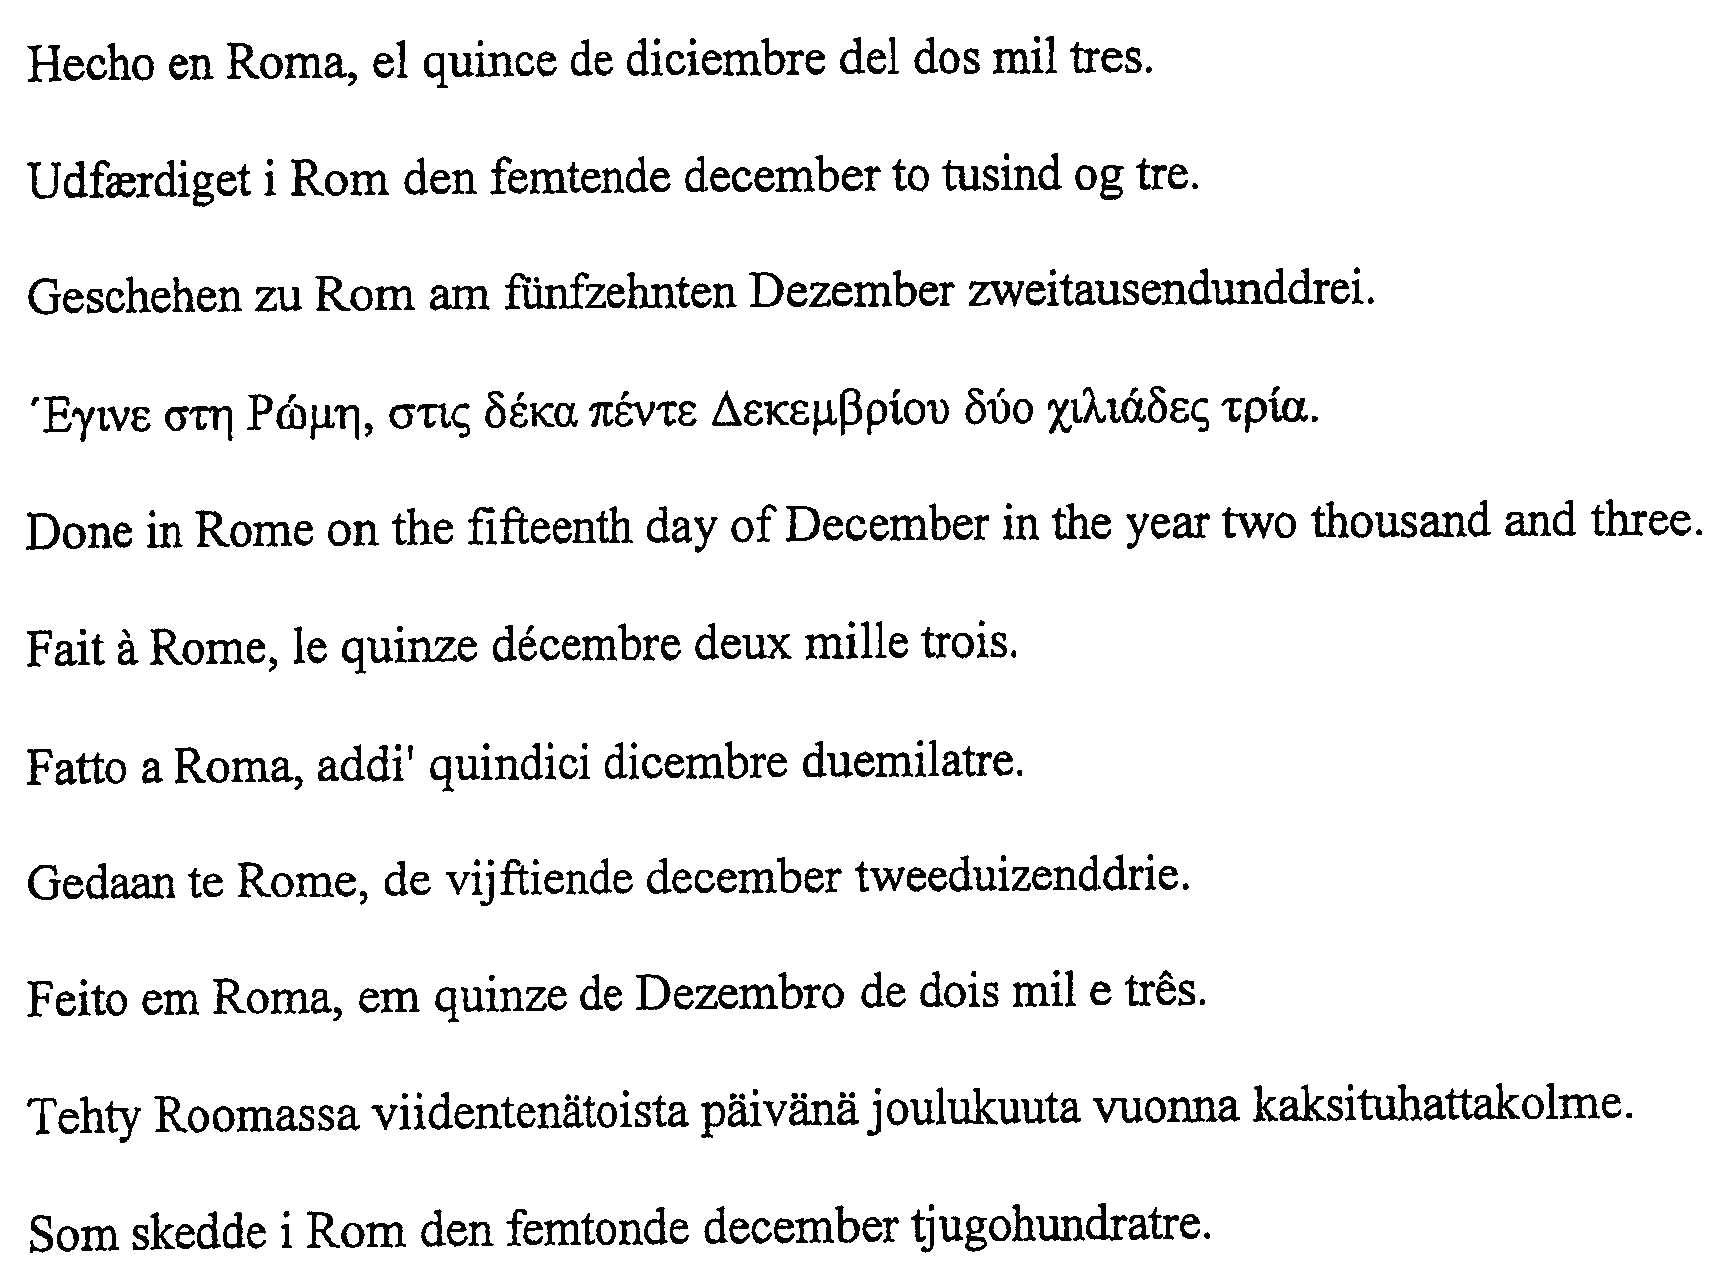 Hecho en Roma, el quince de diciembre del dos mil tres.
Udfærdiget i Rom den femtende december to tusind og tre.
Geschehen zu Rom am fünfzehnten Dezember zweitausendunddrei.
Έγινε στη Ρώμη, στις δέκα πέντε Δεκεμβρίου δύο χιλιάδες τρία.
Done in Rome on the fifteenth day of December in the year two thousand and three.
Fait à Rome, le quinze décembre deux mille trois.
Fatto a Roma, addi' quindici dicembre duemilatre.
Gedaan te Rome, de vijftiende december tweeduizenddrie.
Feito em Roma, em quinze de Dezembro de dois mil e três.
Tehty Roomassa viidentenätoista päivänä joulukuuta vuonna kaksituhattakolme.
Som skedde i Rom den femtonde december tjugohundratre.